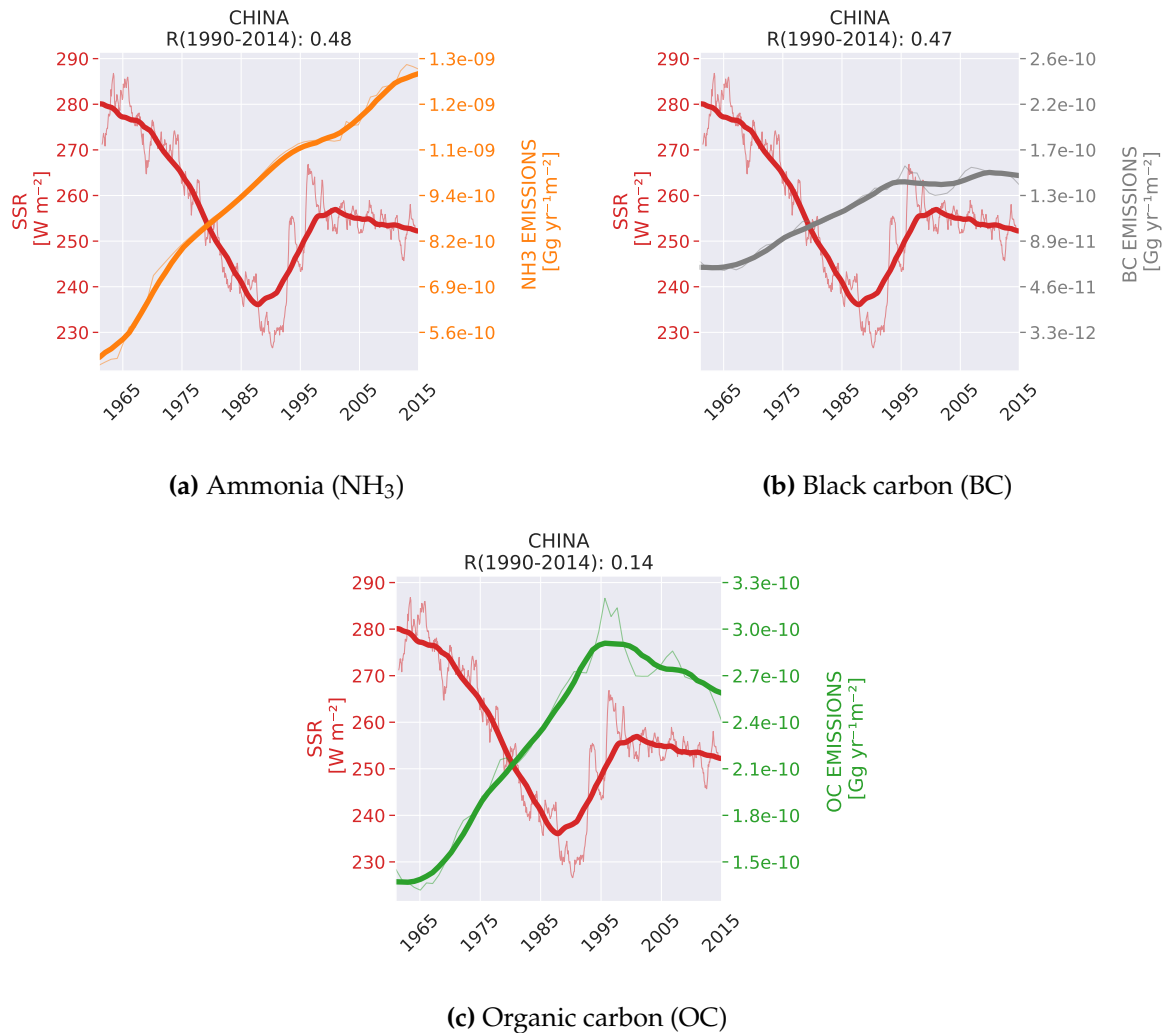 CHINA
R(1990-2014): 0.48
290
280
270
260
250
240
230
SSR
[W m⁻²]
1.3e-09
1.2e-09
1.1e-09
9.4e-10
8.2e-10
6.9e-10
5.6e-10
NH3 EMISSIONS
[Gg yr⁻¹m⁻²]
1965
1975
1985
1995
2005
2015
(a) Ammonia (NH₃)
CHINA
R(1990-2014): 0.47
290
280
270
260
250
240
230
SSR
[W m⁻²]
2.6e-10
2.2e-10
1.7e-10
1.3e-10
8.9e-11
4.6e-11
3.3e-12
BC EMISSIONS
[Gg yr⁻¹m⁻²]
1965
1975
1985
1995
2005
2015
(b) Black carbon (BC)
CHINA
R(1990-2014): 0.14
290
280
270
260
250
240
230
SSR
[W m⁻²]
3.3e-10
3.0e-10
2.7e-10
2.4e-10
2.1e-10
1.8e-10
1.5e-10
OC EMISSIONS
[Gg yr⁻¹m⁻²]
1965
1975
1985
1995
2005
2015
(c) Organic carbon (OC)